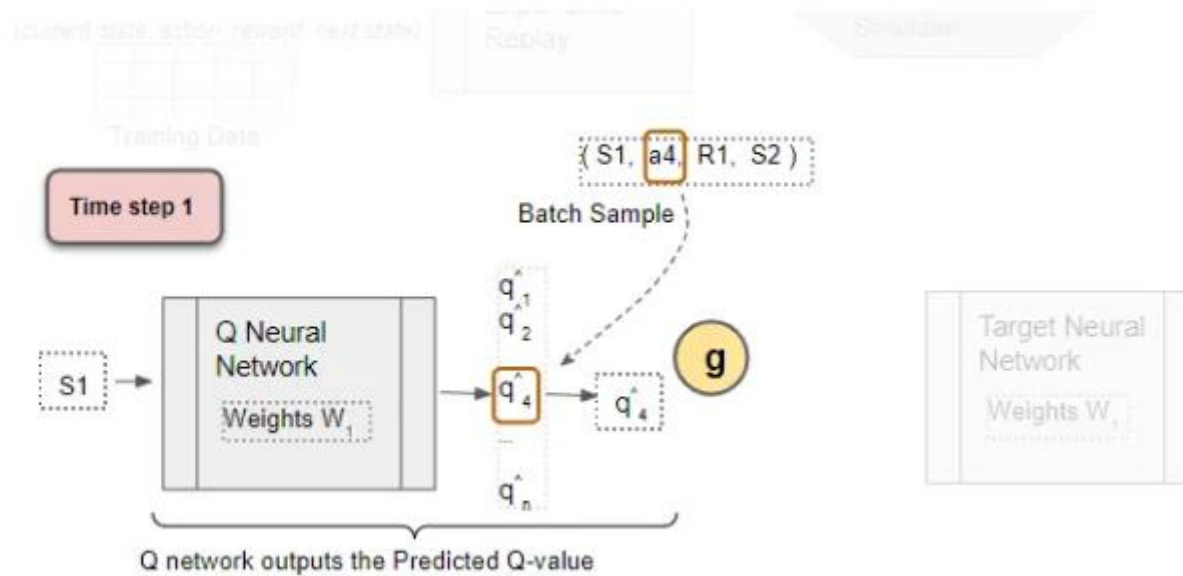 (current state, action, reward, next state)
Replay
Simulator
Training Data
( S1, a4, R1, S2 )
Time step 1
Batch Sample
q^1
q^2
g
Q Neural
Network
Target Neural
Network
S1
q^4
q^4
Weights W1
Weights W1
...
q^n
Q network outputs the Predicted Q-value